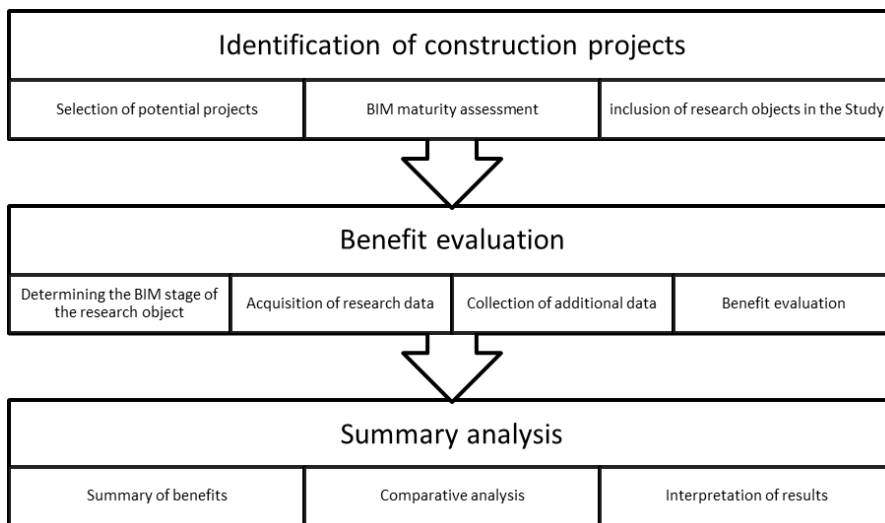 Identification of construction projects
Selection of potential projects
BIM maturity assessment
inclusion of research objects in the Study
Benefit evaluation
Determining the BIM stage of
the research object
Acquisition of research data
Collection of additional data
Benefit evaluation
Summary analysis
Summary of benefits
Comparative analysis
Interpretation of results